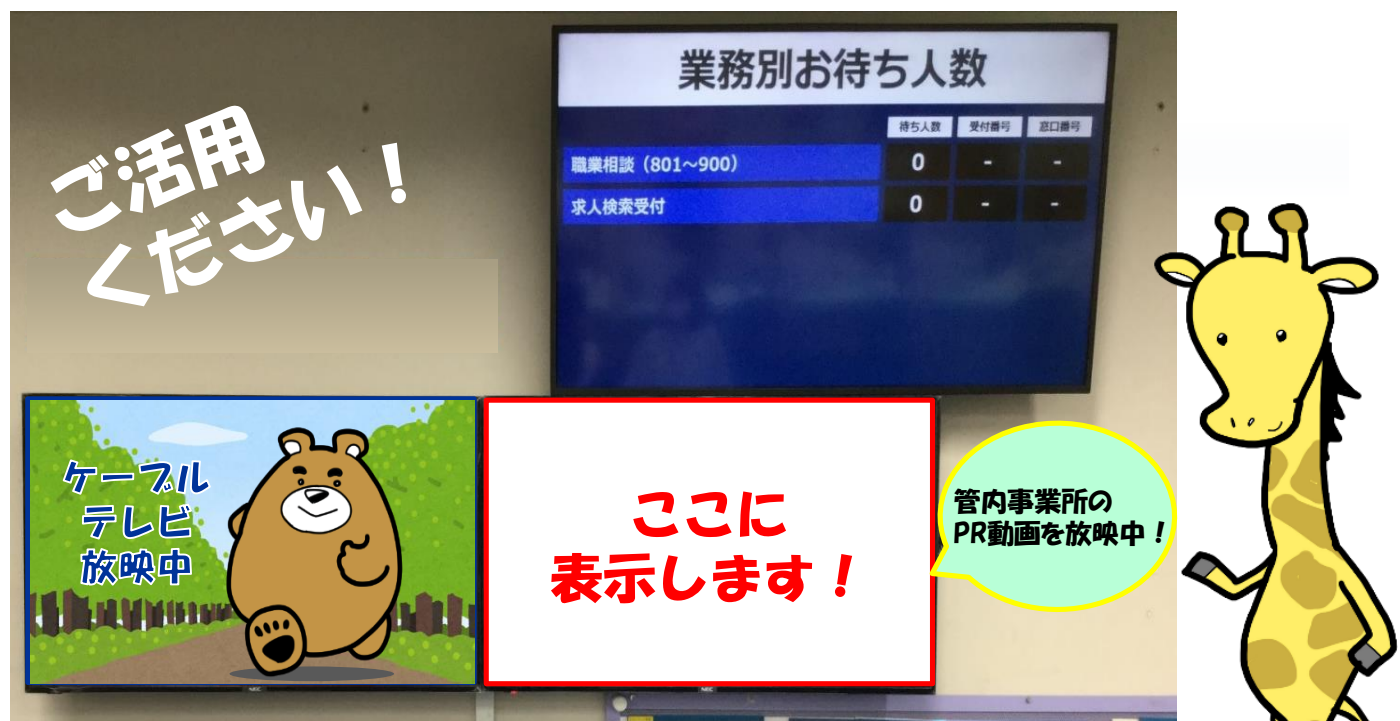 ご活用
ください！
業務別お待ち人数
待ち人数 受付番号 窓口番号
職業相談（801～900） 0 - -
求人検索受付 0 - -
ケーブル
テレビ
放映中
ここに
表示します！
管内事業所の
PR動画を放映中！
NEC
NEC